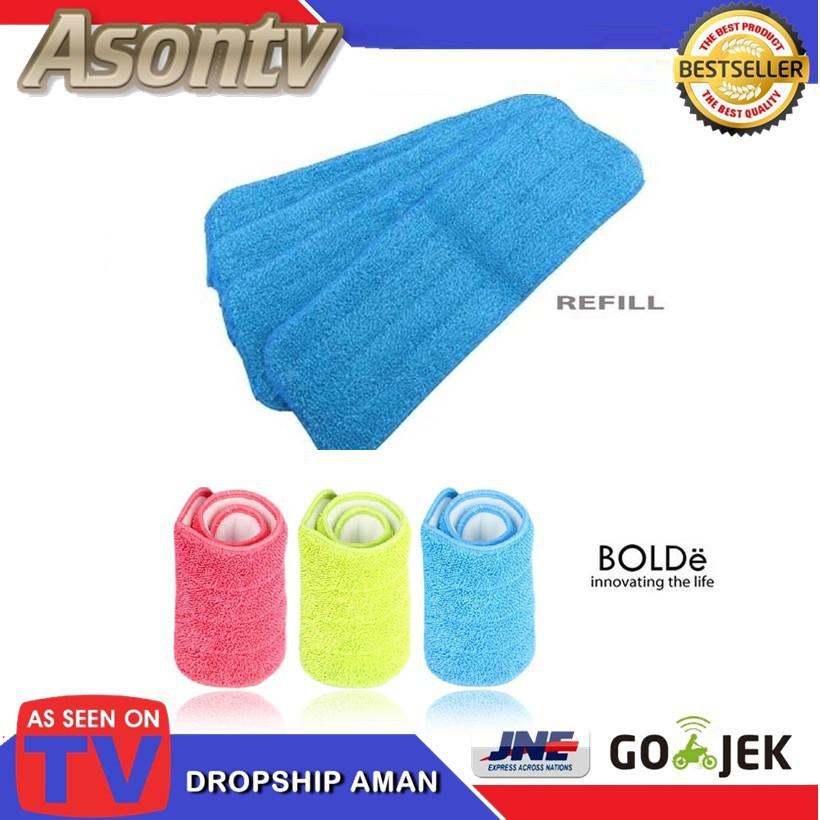 Asontv
THE BEST PRODUCT
BESTSELLER
THE BEST QUALITY
REFILL
BOLDe̎
innovating the life
AS SEEN ON
TV
DROPSHIP AMAN
JNE
EXPRESS ACROSS NATIONS
GOJEK